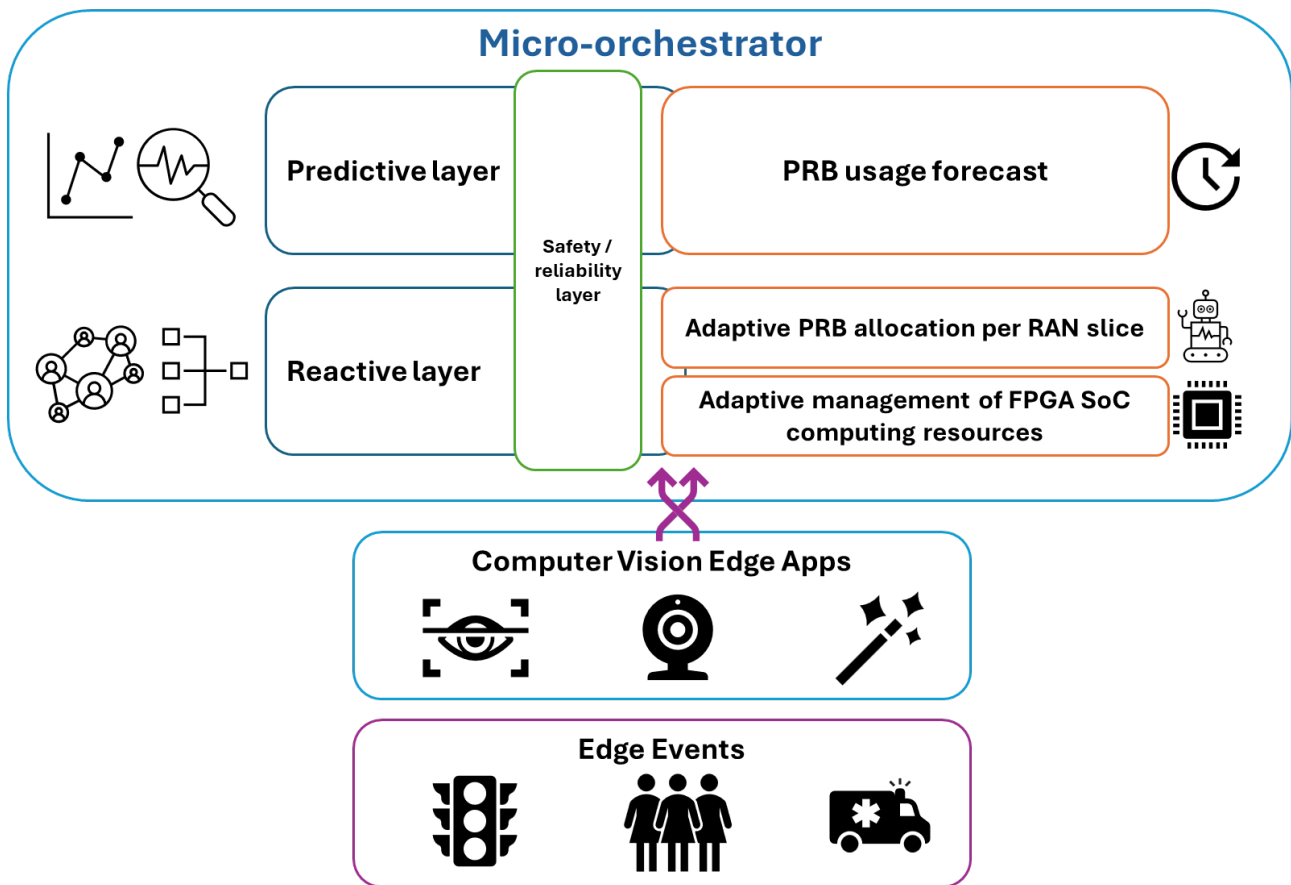 Micro-orchestrator
Predictive layer
PRB usage forecast
Safety /
reliability
layer
Reactive layer
Adaptive PRB allocation per RAN slice
Adaptive management of FPGA SoC
computing resources
Computer Vision Edge Apps
Edge Events